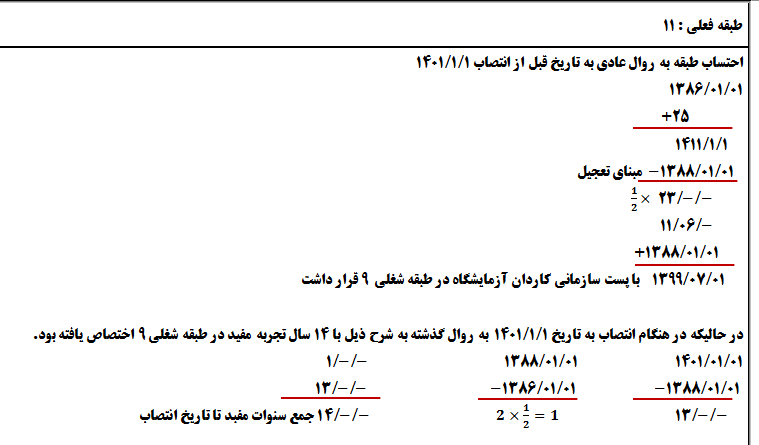 طبقه فعلی : ۱۱
احتساب طبقه به روال عادی به تاریخ قبل از انتصاب ۱۴۰۱/۱/۱
۱۳۸۶/۰۱/۰۱
+۲۵
۱۴۱۱/۱/۱
−۱۳۸۸/۰۱/۰۱ مبنای تعجیل
۲۳/−/− × 1/2
۱۱/۰۶/−
+۱۳۸۸/۰۱/۰۱
۱۳۹۹/۰۷/۰۱ با پست سازمانی کاردان آزمایشگاه در طبقه شغلی ۹ قرار داشت
در حالیکه در هنگام انتصاب به تاریخ ۱۴۰۱/۱/۱ به روال گذشته به شرح ذیل با ۱۴ سال تجربه مفید در طبقه شغلی ۹ اختصاص یافته بود.
۱۴۰۱/۰۱/۰۱ ۱۳۸۸/۰۱/۰۱ ۱/−/−
−۱۳۸۸/۰۱/۰۱ −۱۳۸۶/۰۱/۰۱ ۱۳/−/−
۱۳/−/− 2 × 1/2 = 1 ۱۴/−/− جمع سنوات مفید تا تاریخ انتصاب